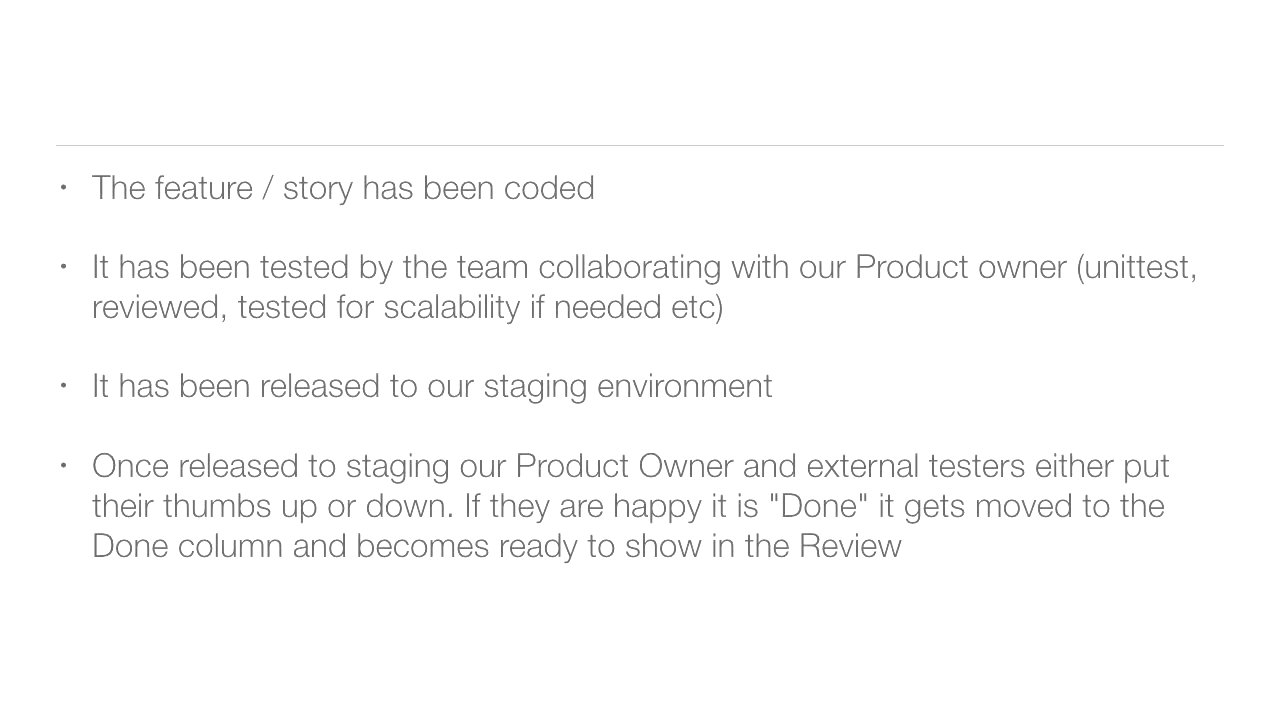 • The feature / story has been coded
• It has been tested by the team collaborating with our Product owner (unittest,
reviewed, tested for scalability if needed etc)
• It has been released to our staging environment
• Once released to staging our Product Owner and external testers either put
their thumbs up or down. If they are happy it is "Done" it gets moved to the
Done column and becomes ready to show in the Review